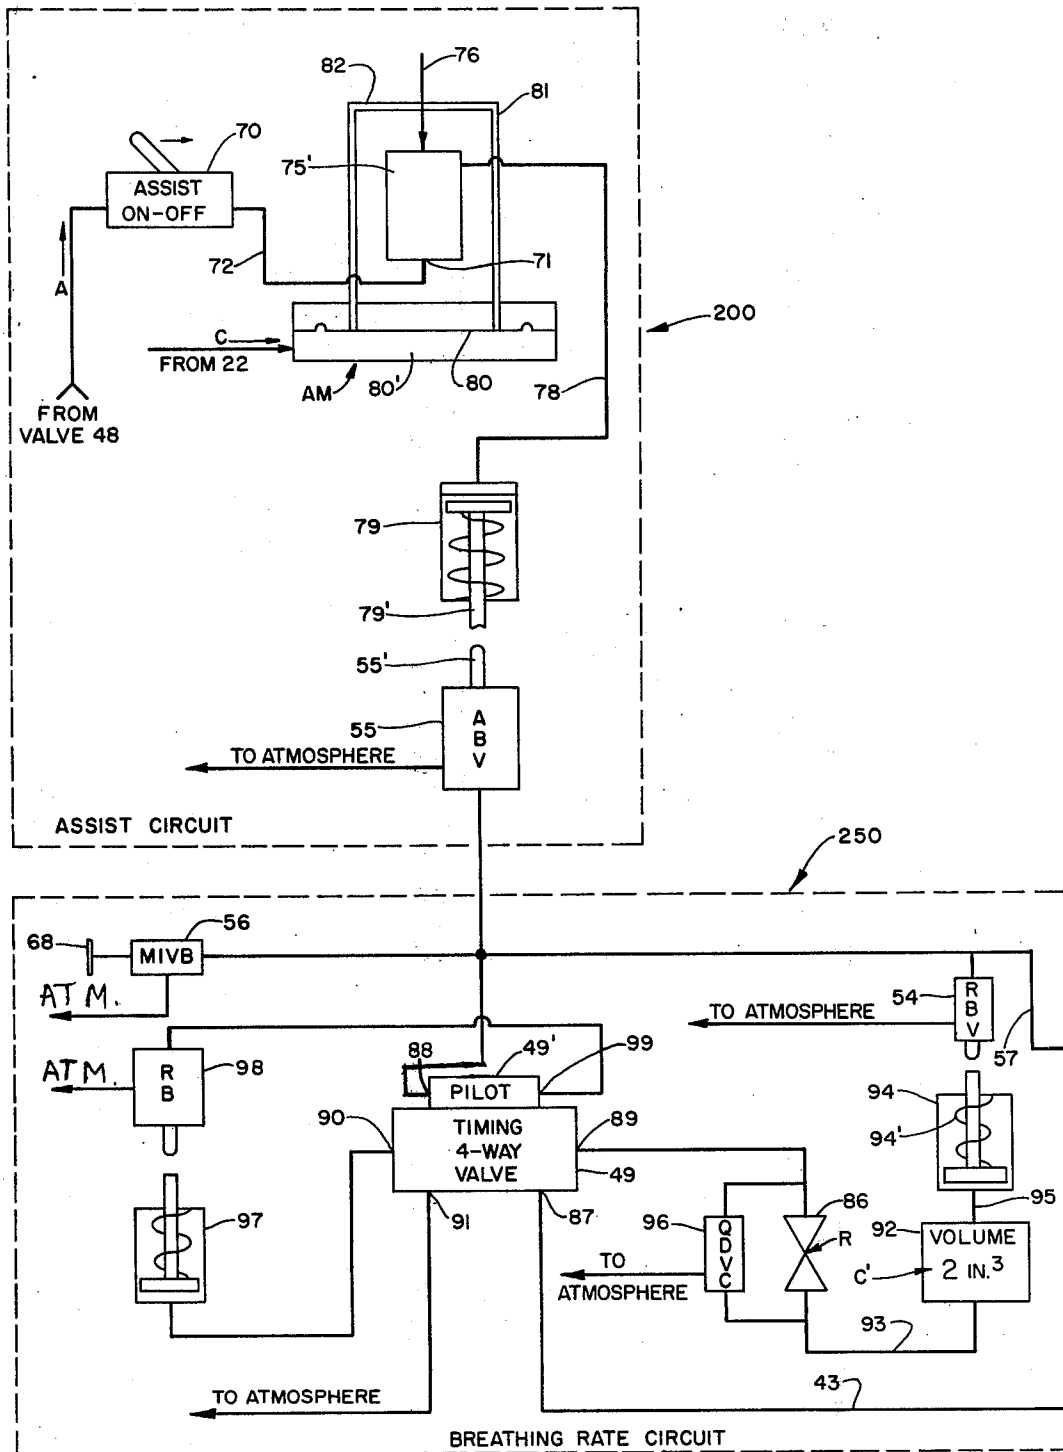 76
82
81
70
75'
ASSIST
ON-OFF
72
71
A
200
C
FROM 22
AM
80'
80
78
FROM
VALVE 48
79
79'
55'
55
A
B
V
TO ATMOSPHERE
ASSIST CIRCUIT
250
56
68
MIVB
ATM.
54
R
B
V
TO ATMOSPHERE
57
88
49'
99
ATM.
R
B
98
PILOT
94
94'
90
TIMING
4-WAY
VALVE
89
49
95
97
91
87
96
Q
D
V
C
86
R
92
VOLUME
2 IN.3
C'
TO
ATMOSPHERE
93
TO ATMOSPHERE
43
BREATHING RATE CIRCUIT